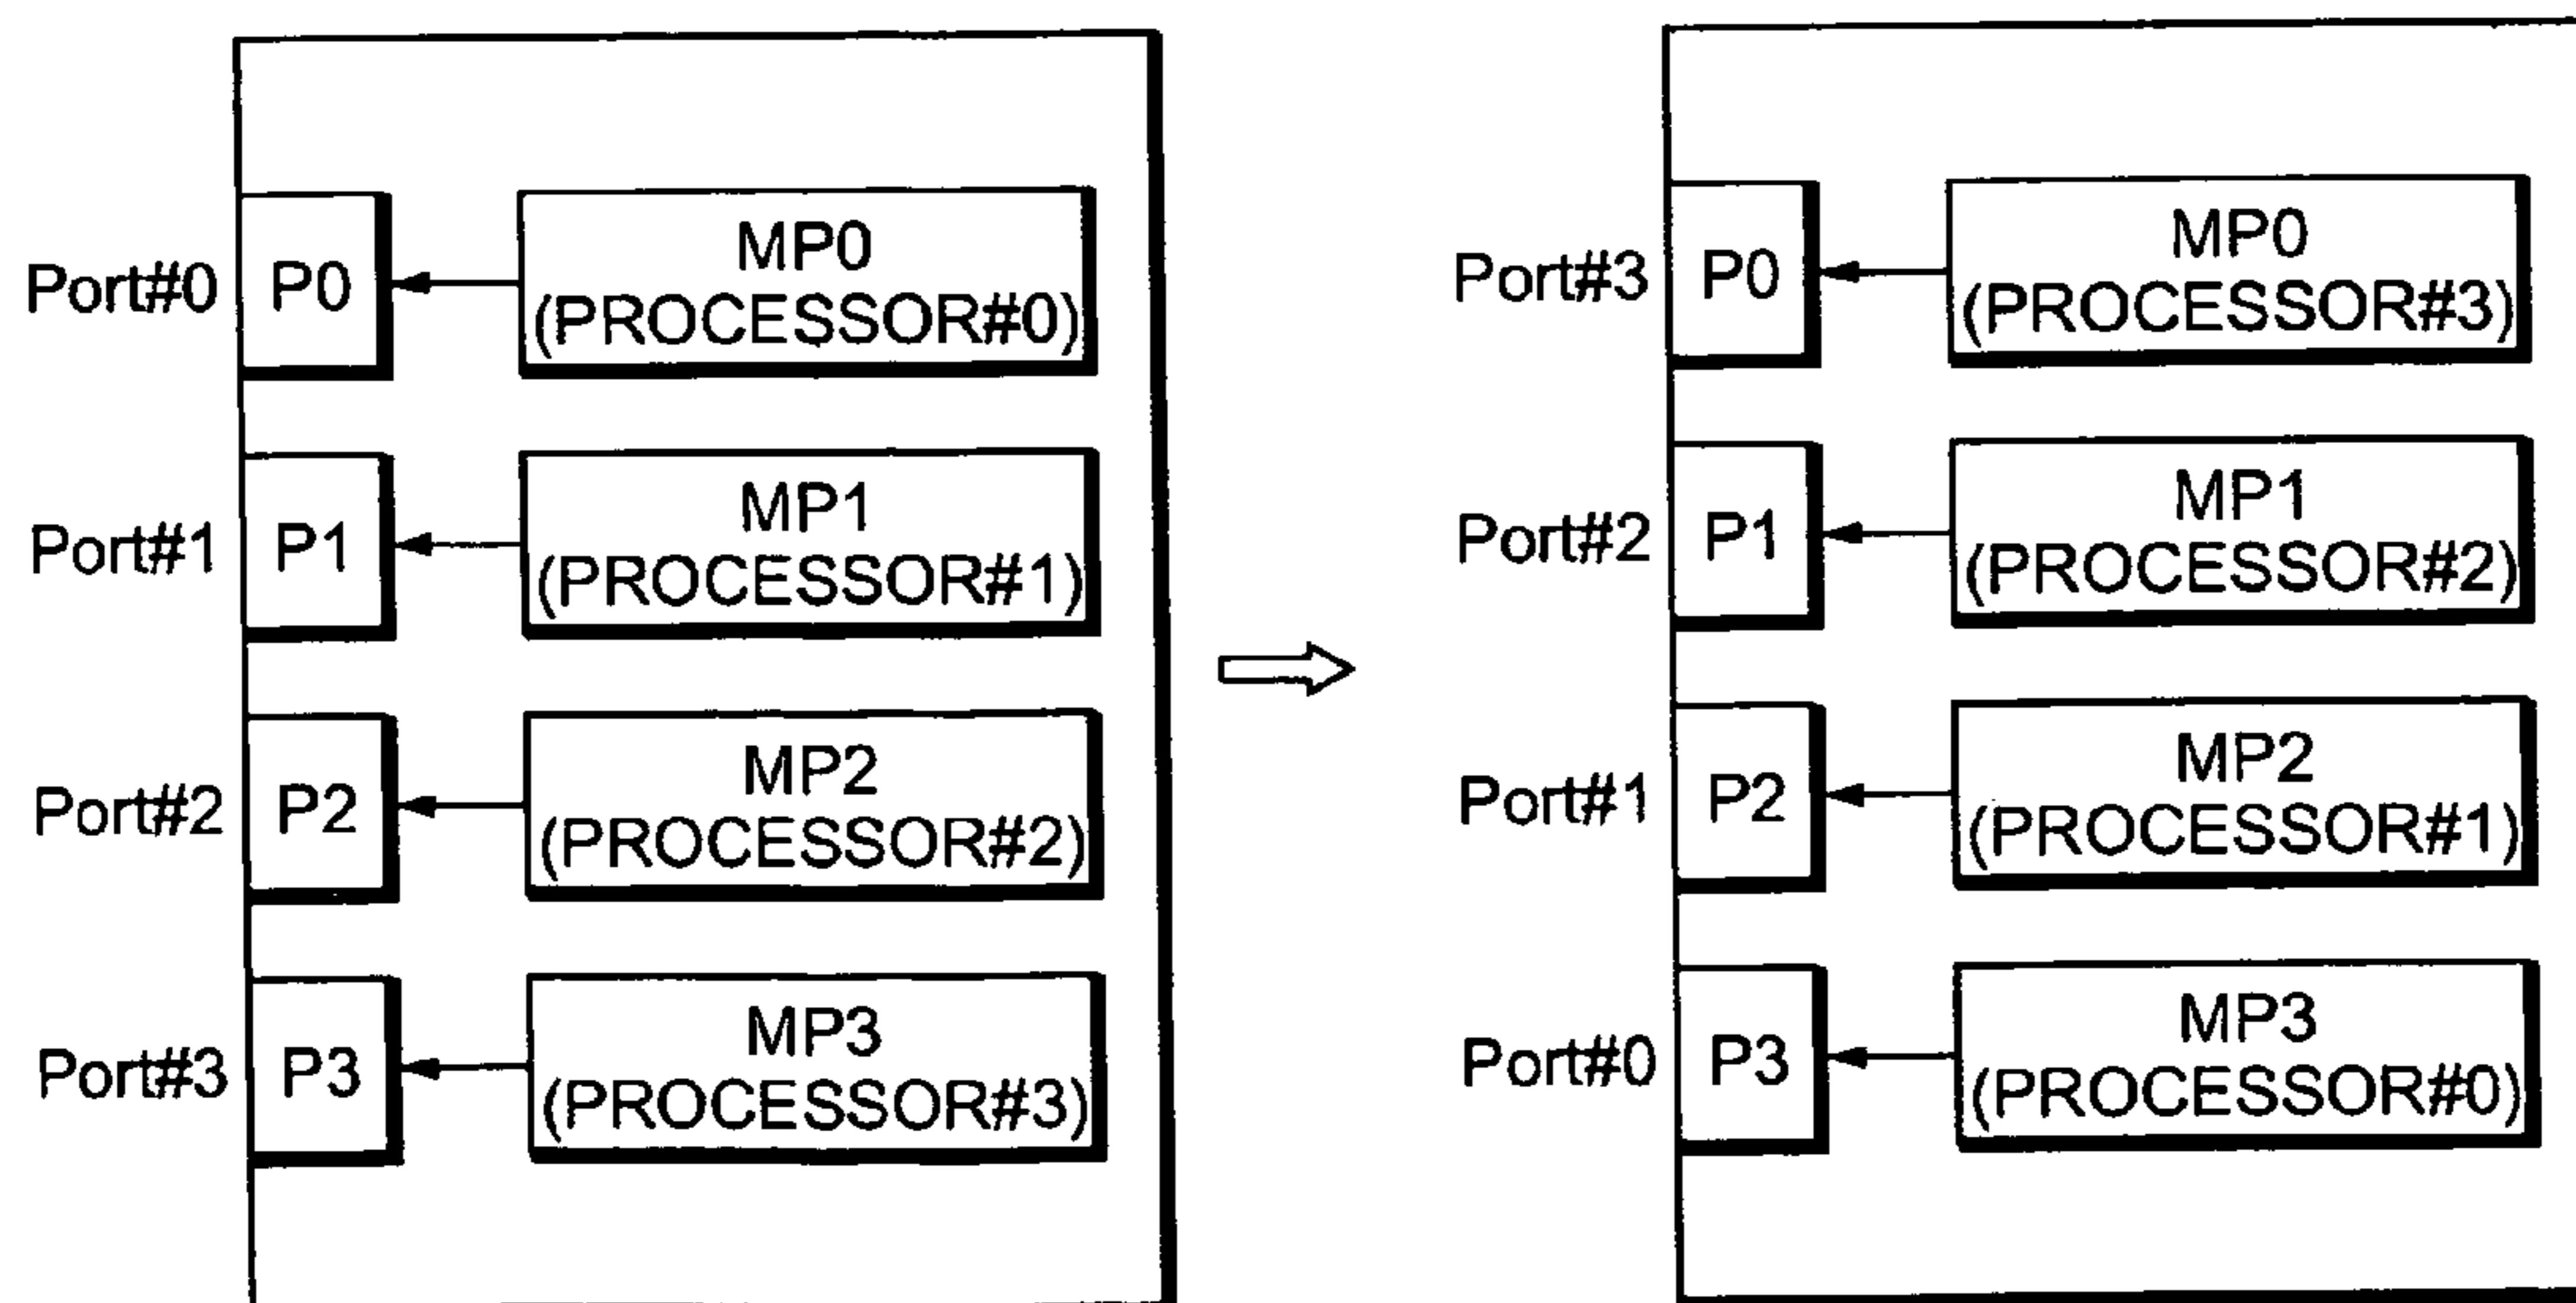 Port#0
P0
MP0
(PROCESSOR#0)
Port#1
P1
MP1
(PROCESSOR#1)
Port#2
P2
MP2
(PROCESSOR#2)
Port#3
P3
MP3
(PROCESSOR#3)
Port#3
P0
MP0
(PROCESSOR#3)
Port#2
P1
MP1
(PROCESSOR#2)
Port#1
P2
MP2
(PROCESSOR#1)
Port#0
P3
MP3
(PROCESSOR#0)